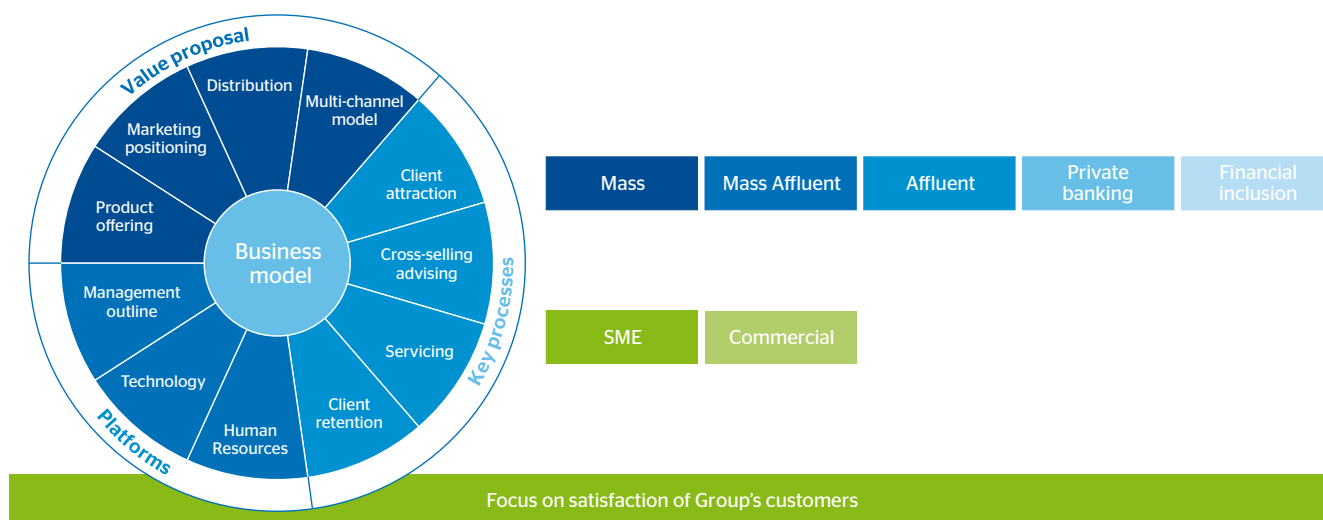 Value proposal
Distribution
Multi-channel
model
Marketing
positioning
Product
offering
Client
attraction
Cross-selling
advising
Servicing
Client
retention
Key processes
Business
model
Management
outline
Technology
Human
Resources
Platforms
Mass
Mass Affluent
Affluent
Private
banking
Financial
inclusion
SME
Commercial
Focus on satisfaction of Group's customers